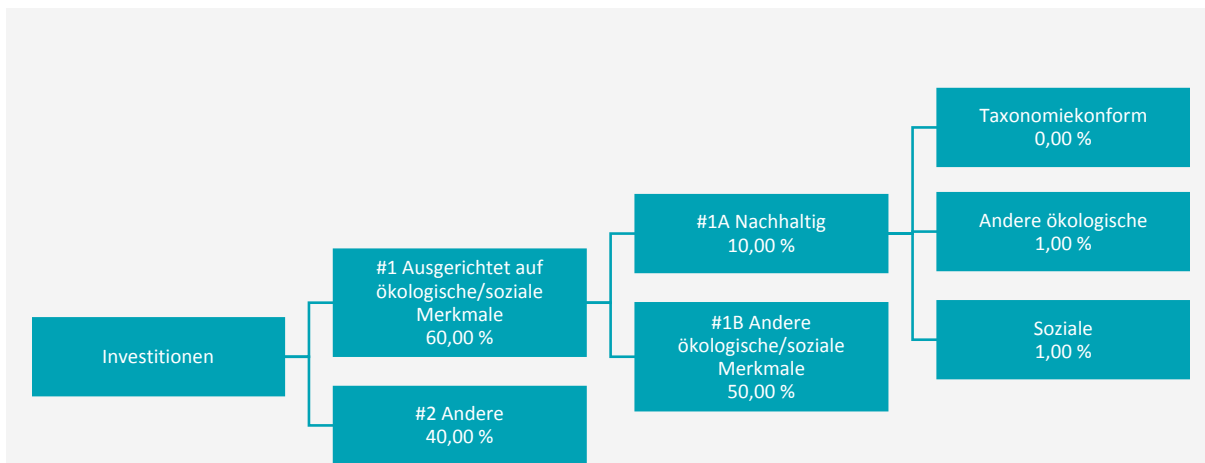 Investitionen
#1 Ausgerichtet auf
ökologische/soziale
Merkmale
60,00 %
#2 Andere
40,00 %
#1A Nachhaltig
10,00 %
#1B Andere
ökologische/soziale
Merkmale
50,00 %
Taxonomiekonform
0,00 %
Andere ökologische
1,00 %
Soziale
1,00 %